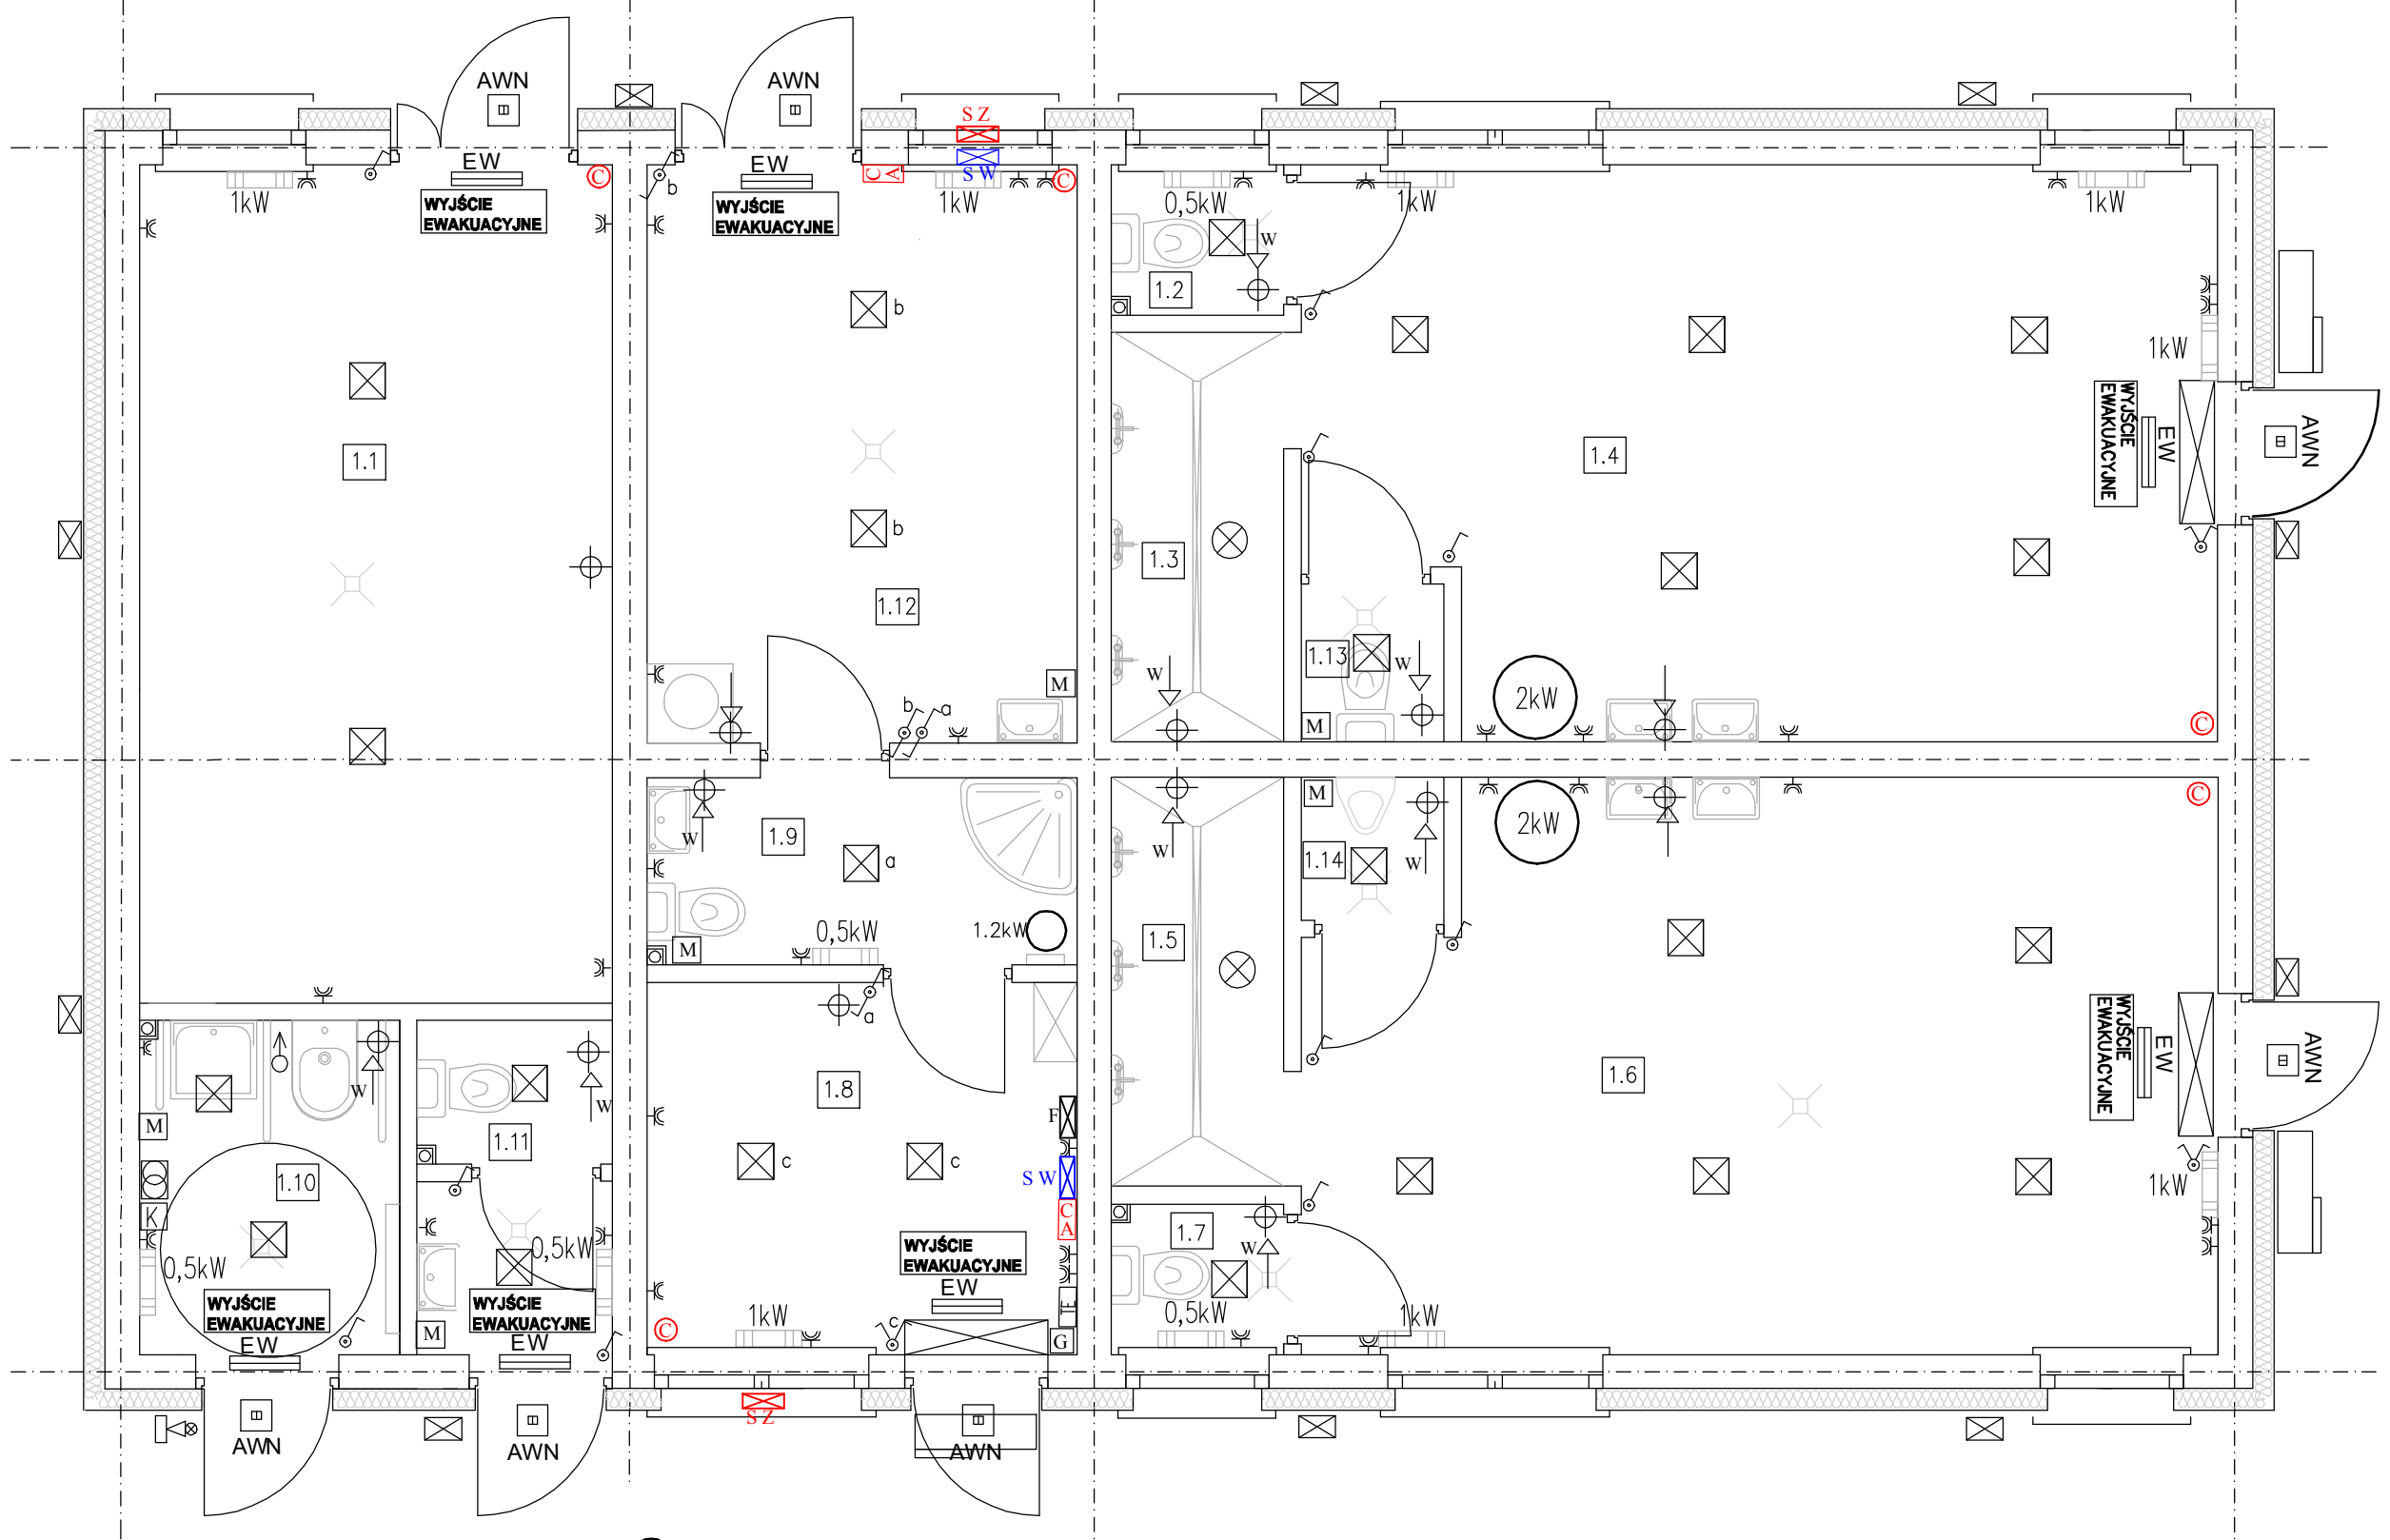 AWN
AWN
S Z
EW
EW
C
C A
S W
C
b
WYJŚCIE
EWAKUACYJNE
WYJŚCIE
EWAKUACYJNE
1kW
1kW
0,5kW
1kW
1kW
W
1.2
b
1kW
1.1
b
1.12
1.3
1.4
WYJŚCIE
EWAKUACYJNE
EW
AWN
1.13
W
W
M
M
2kW
C
b
a
W
1.9
a
M
W
1.14
W
2kW
C
0,5kW
1.2kW
M
1.5
a
W
W
M
1.11
1.10
K
0,5kW
0,5kW
1.8
c
c
F
S W
C
A
1.6
WYJŚCIE
EWAKUACYJNE
EW
AWN
1kW
1.7
W
0,5kW
1kW
WYJŚCIE
EWAKUACYJNE
EW
WYJŚCIE
EWAKUACYJNE
EW
WYJŚCIE
EWAKUACYJNE
EW
M
C
1kW
c
TE
G
S Z
AWN
AWN
AWN